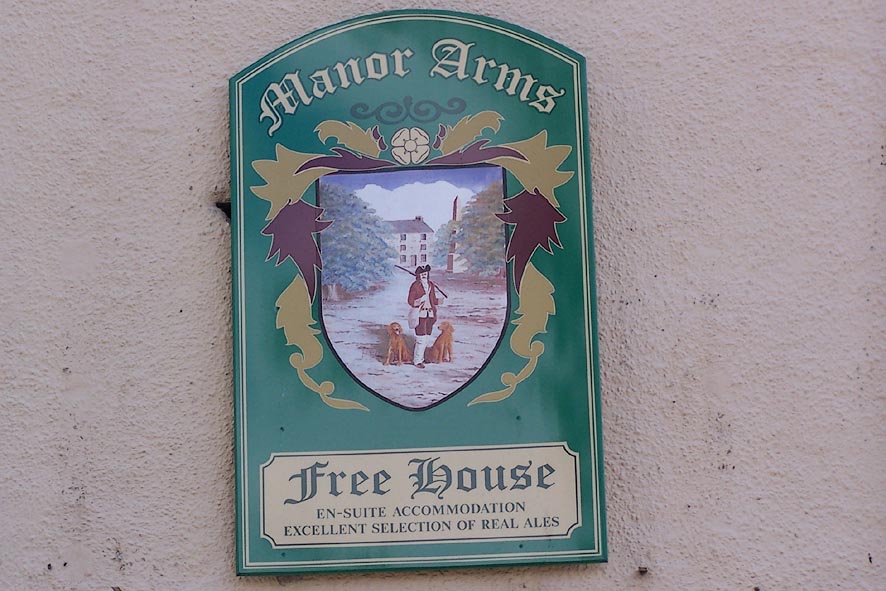 Manor Arms
Free House
EN-SUITE ACCOMMODATION
EXCELLENT SELECTION OF REAL ALES